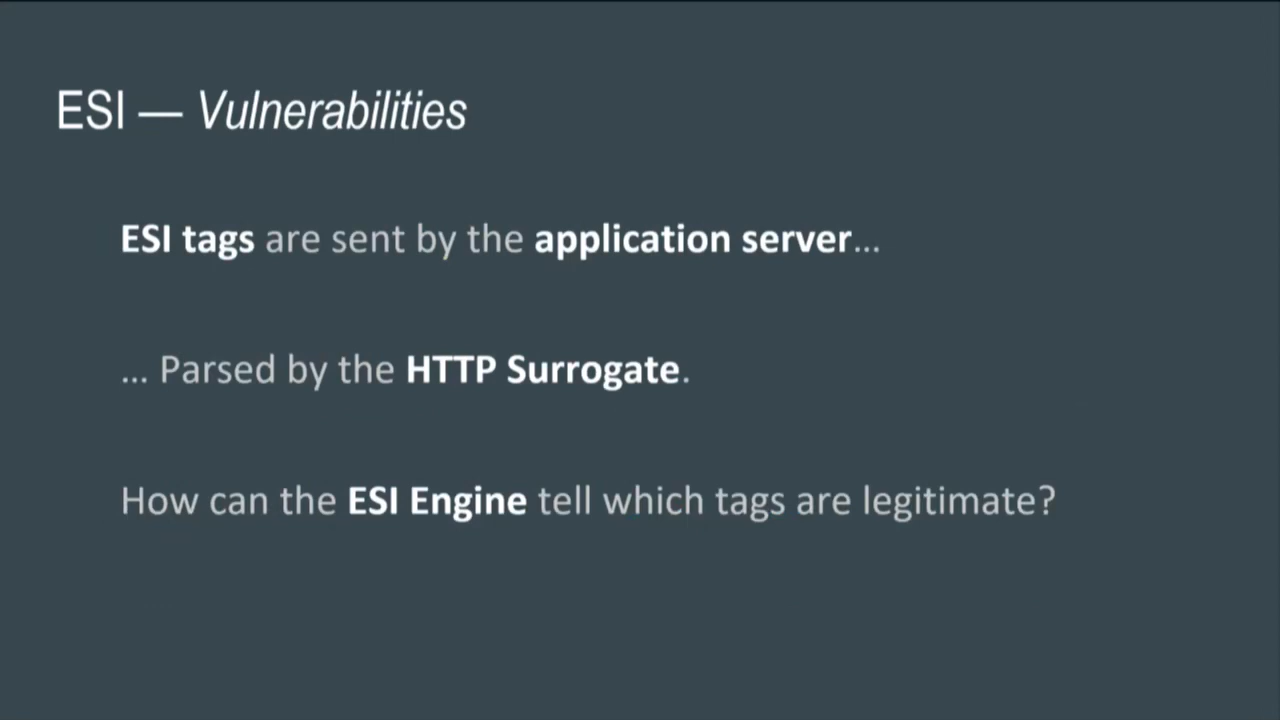 ESI — Vulnerabilities
ESI tags are sent by the application server...
... Parsed by the HTTP Surrogate.
How can the ESI Engine tell which tags are legitimate?